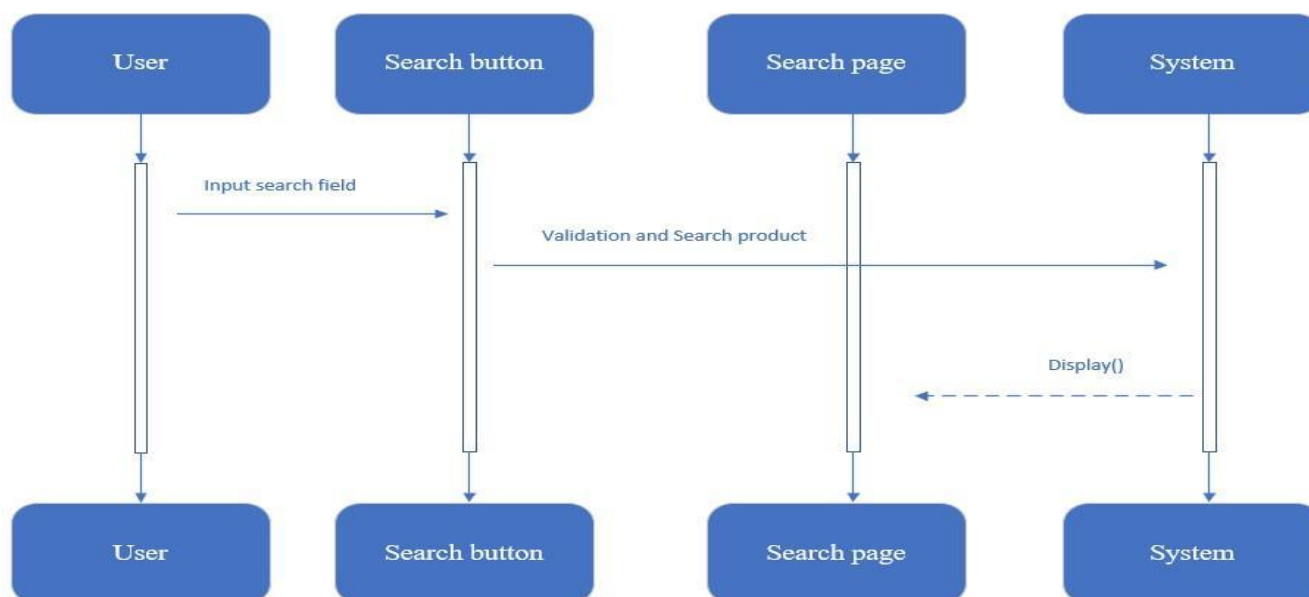 User
Search button
Search page
System
Input search field
Validation and Search product
Display()
User
Search button
Search page
System